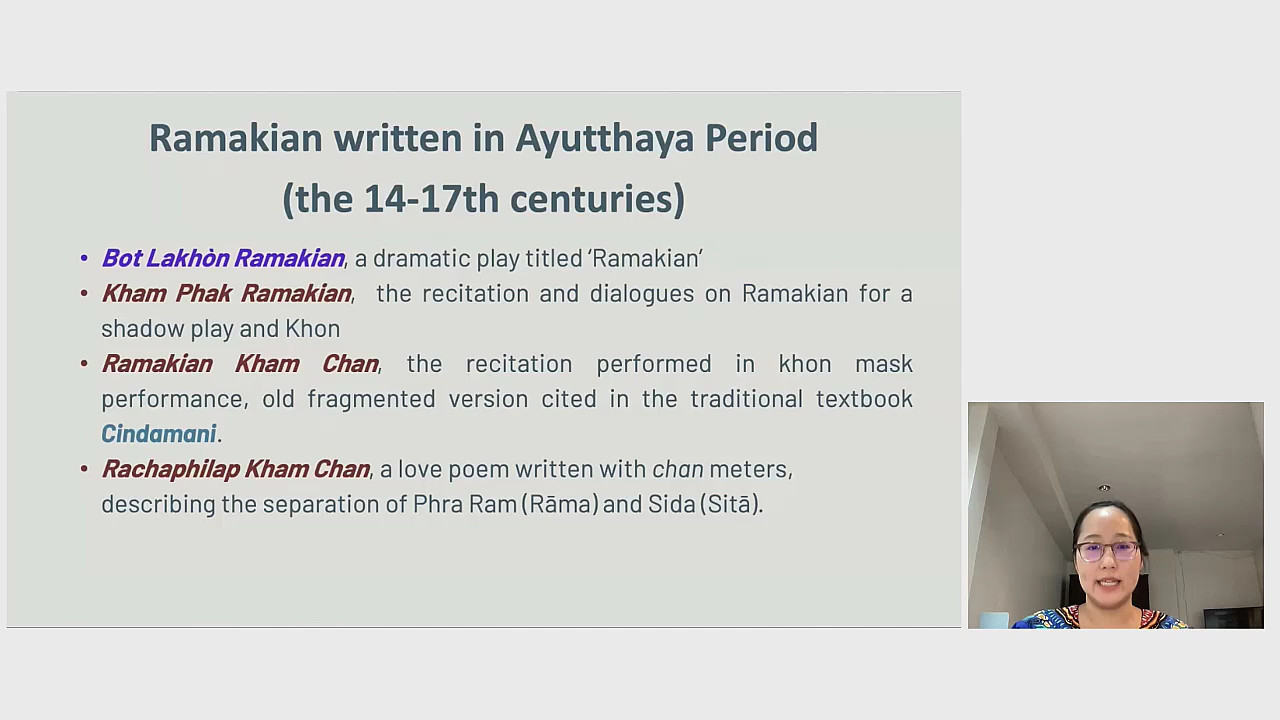 Ramakian written in Ayutthaya Period
(the 14-17th centuries)
• Bot Lakhòn Ramakian, a dramatic play titled ‘Ramakian’
• Kham Phak Ramakian, the recitation and dialogues on Ramakian for a
shadow play and Khon
• Ramakian Kham Chan, the recitation performed in khon mask
performance, old fragmented version cited in the traditional textbook
Cindamani.
• Rachaphilap Kham Chan, a love poem written with chan meters,
describing the separation of Phra Ram (Rāma) and Sida (Sitā).